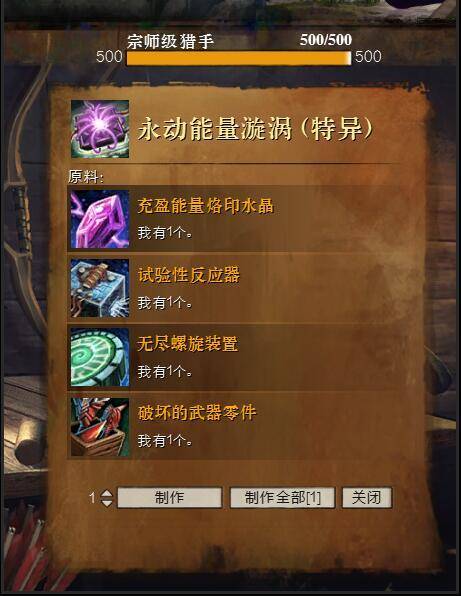 宗师级猎手 500/500
500 500
永动能量漩涡(特异)
原料:
充盈能量烙印水晶
我有1个。
试验性反应器
我有1个。
无尽螺旋装置
我有1个。
破坏的武器零件
我有1个。
1 制作 制作全部[1] 关闭